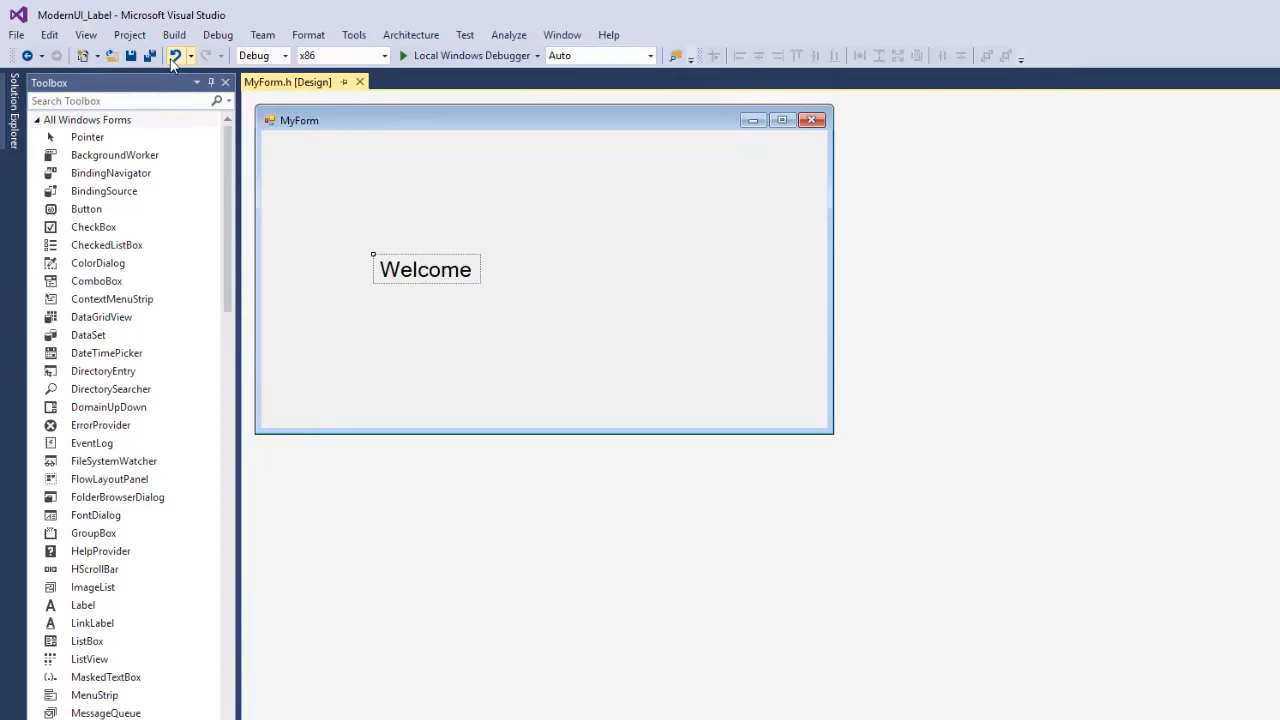 ModernUI_Label - Microsoft Visual Studio
File Edit View Project Build Debug Team Format Tools Architecture Test Analyze Window Help
Debug x86 Local Windows Debugger Auto
Solution Explorer
Toolbox
MyForm.h [Design]
Search Toolbox
All Windows Forms
Pointer
BackgroundWorker
BindingNavigator
BindingSource
Button
CheckBox
CheckedListBox
ColorDialog
ComboBox
ContextMenuStrip
DataGridView
DataSet
DateTimePicker
DirectoryEntry
DirectorySearcher
DomainUpDown
ErrorProvider
EventLog
FileSystemWatcher
FlowLayoutPanel
FolderBrowserDialog
FontDialog
GroupBox
HelpProvider
HScrollBar
ImageList
Label
LinkLabel
ListBox
ListView
MaskedTextBox
MenuStrip
MessageQueue
MyForm
Welcome